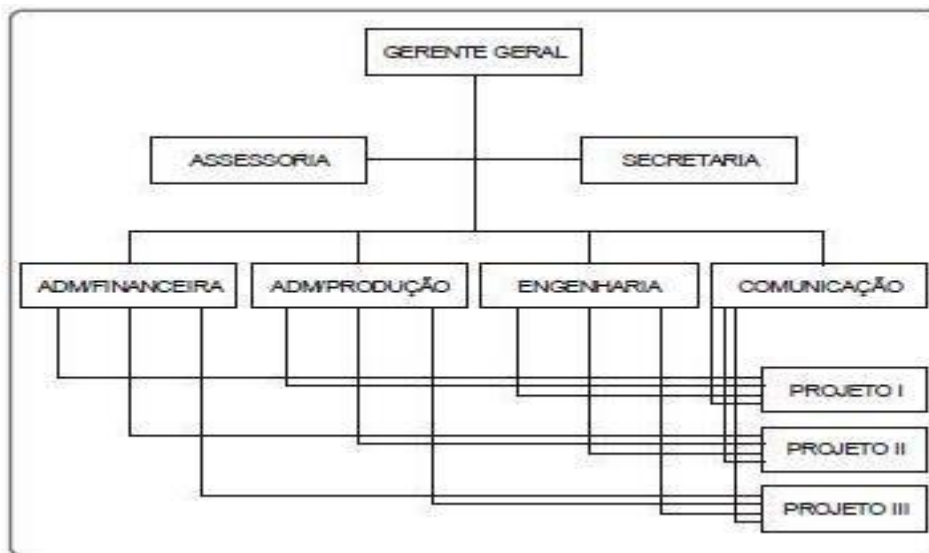 GERENTE GERAL
ASSESSORIA
SECRETARIA
ADM/FINANCEIRA
ADM/PRODUÇÃO
ENGENHARIA
COMUNICAÇÃO
PROJETO I
PROJETO II
PROJETO III